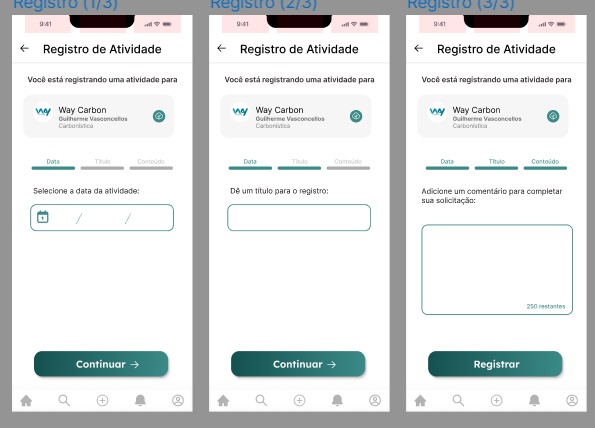 Registro (1/3)
9:41
Registro de Atividade
Você está registrando uma atividade para
way
Way Carbon
Guilherme Vasconcellos
Carbonística
Data
Título
Conteúdo
Selecione a data da atividade:
/ /
Continuar →
Registro (2/3)
9:41
Registro de Atividade
Você está registrando uma atividade para
way
Way Carbon
Guilherme Vasconcellos
Carbonística
Data
Título
Conteúdo
Dê um título para o registro:
Continuar →
Registro (3/3)
9:41
Registro de Atividade
Você está registrando uma atividade para
way
Way Carbon
Guilherme Vasconcellos
Carbonística
Data
Título
Conteúdo
Adicione um comentário para completar
sua solicitação:
250 restantes
Registrar